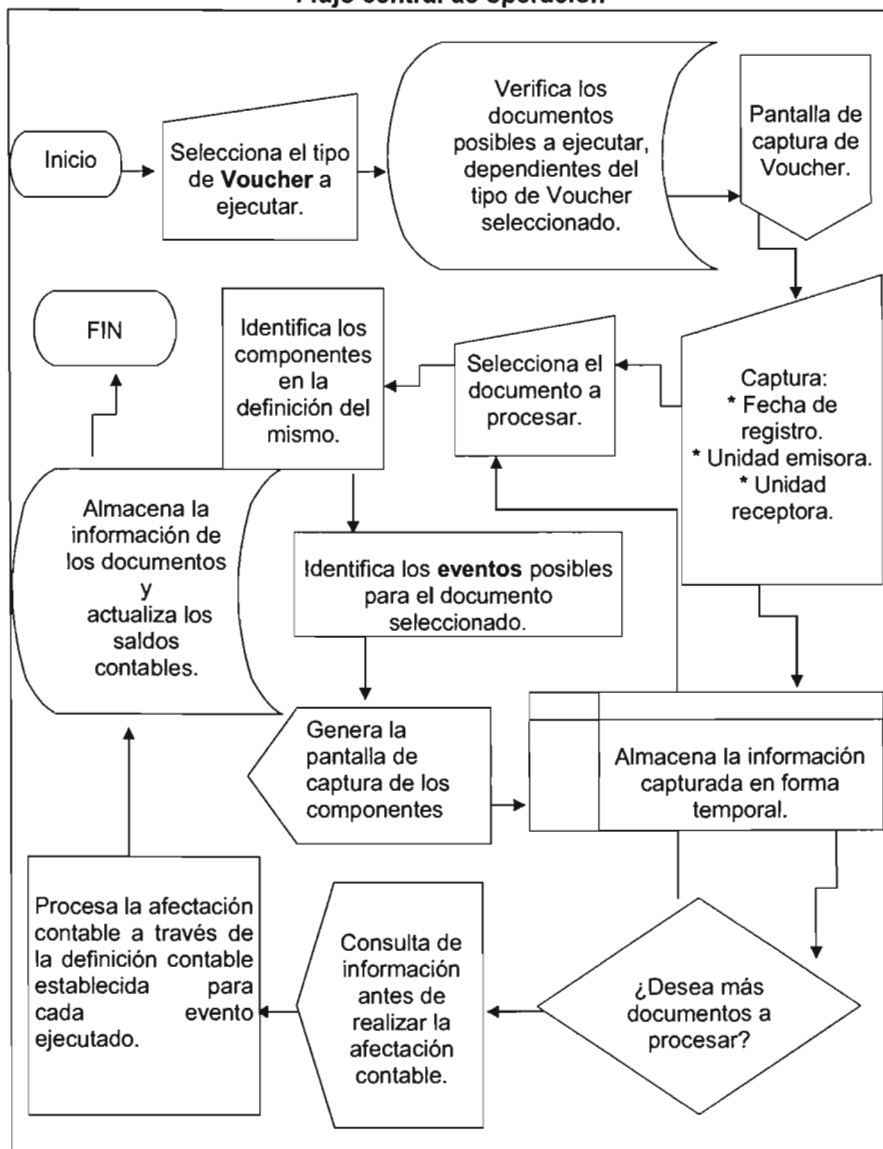 Flujo central de operación
Inicio
Selecciona el tipo
de Voucher a
ejecutar.
Verifica los
documentos
posibles a ejecutar,
dependientes del
tipo de Voucher
seleccionado.
Pantalla de
captura de
Voucher.
FIN
Identifica los
componentes
en la
definición del
mismo.
Selecciona el
documento a
procesar.
Captura:
* Fecha de
registro.
* Unidad emisora.
* Unidad
receptora.
Almacena la
información de
los documentos
y
actualiza los
saldos
contables.
Identifica los eventos posibles
para el documento
seleccionado.
Genera la
pantalla de
captura de los
componentes
Almacena la información
capturada en forma
temporal.
Procesa la afectación
contable a través de
la definición contable
establecida para
cada evento
ejecutado.
Consulta de
información
antes de
realizar la
afectación
contable.
¿Desea más
documentos a
procesar?